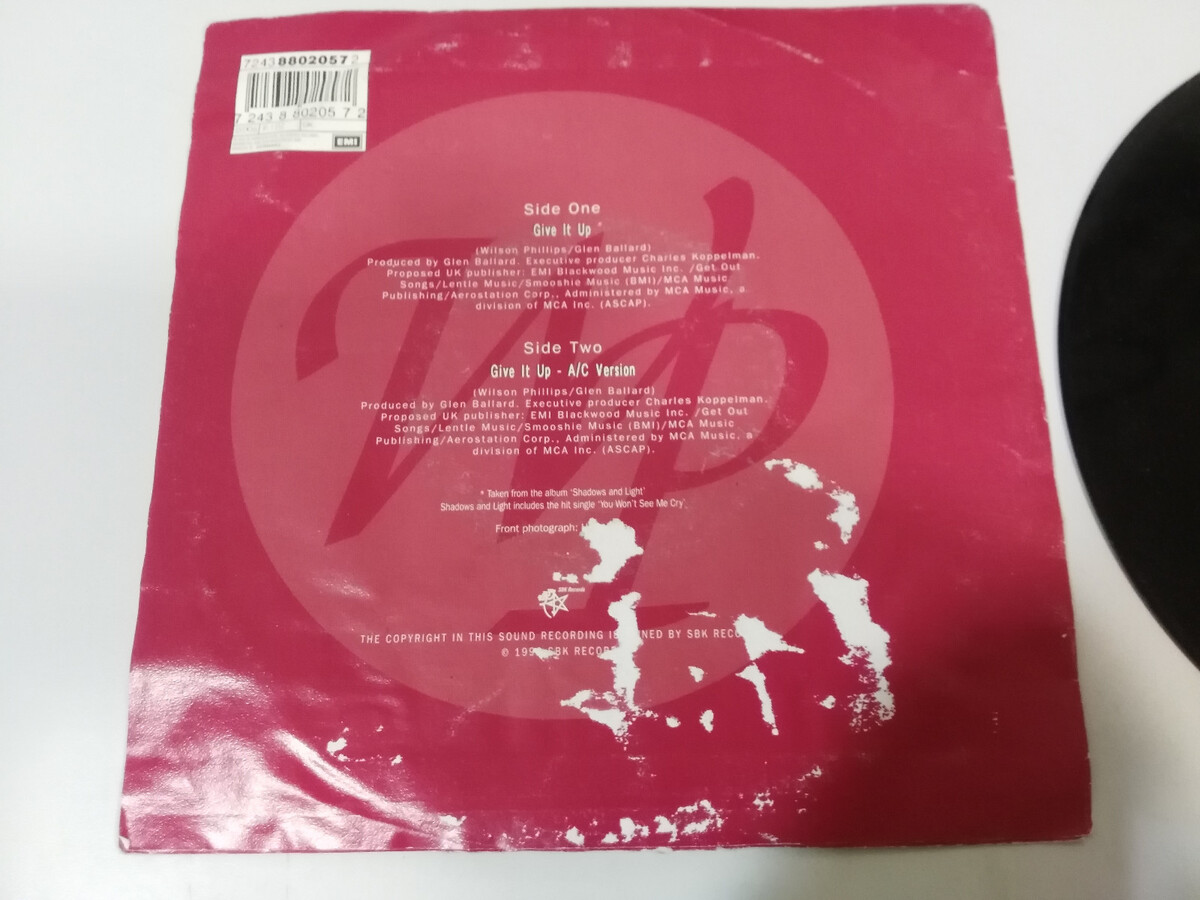 7243 8802057 2
7 243 8 80205 7 2
EMI
Side One
Give It Up *
(Wilson Phillips/Glen Ballard)
Produced by Glen Ballard. Executive producer Charles Koppelman.
Proposed UK publisher: EMI Blackwood Music Inc. /Get Out
Songs/Lentle Music/Smooshie Music (BMI)/MCA Music
Publishing/Aerostation Corp., Administered by MCA Music, a
division of MCA Inc. (ASCAP).
Side Two
Give It Up - A/C Version
(Wilson Phillips/Glen Ballard)
Produced by Glen Ballard. Executive producer Charles Koppelman.
Proposed UK publisher: EMI Blackwood Music Inc. /Get Out
Songs/Lentle Music/Smooshie Music (BMI)/MCA Music
Publishing/Aerostation Corp., Administered by MCA Music, a
division of MCA Inc. (ASCAP).
* Taken from the album 'Shadows and Light'
Shadows and Light includes the hit single 'You Won't See Me Cry'
Front photograph:
SBK Records
THE COPYRIGHT IN THIS SOUND RECORDING BY SBK
© SBK
Wp